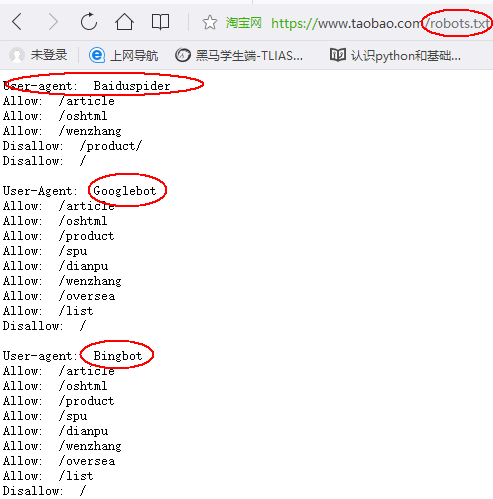 淘宝网 https://www.taobao.com/robots.txt
未登录 上网导航 黑马学生端-TLIAS... 认识python和基础...
User-agent: Baiduspider
Allow: /article
Allow: /oshtml
Allow: /wenzhang
Disallow: /product/
Disallow: /
User-Agent: Googlebot
Allow: /article
Allow: /oshtml
Allow: /product
Allow: /spu
Allow: /dianpu
Allow: /wenzhang
Allow: /oversea
Allow: /list
Disallow: /
User-agent: Bingbot
Allow: /article
Allow: /oshtml
Allow: /product
Allow: /spu
Allow: /dianpu
Allow: /wenzhang
Allow: /oversea
Allow: /list
Disallow: /